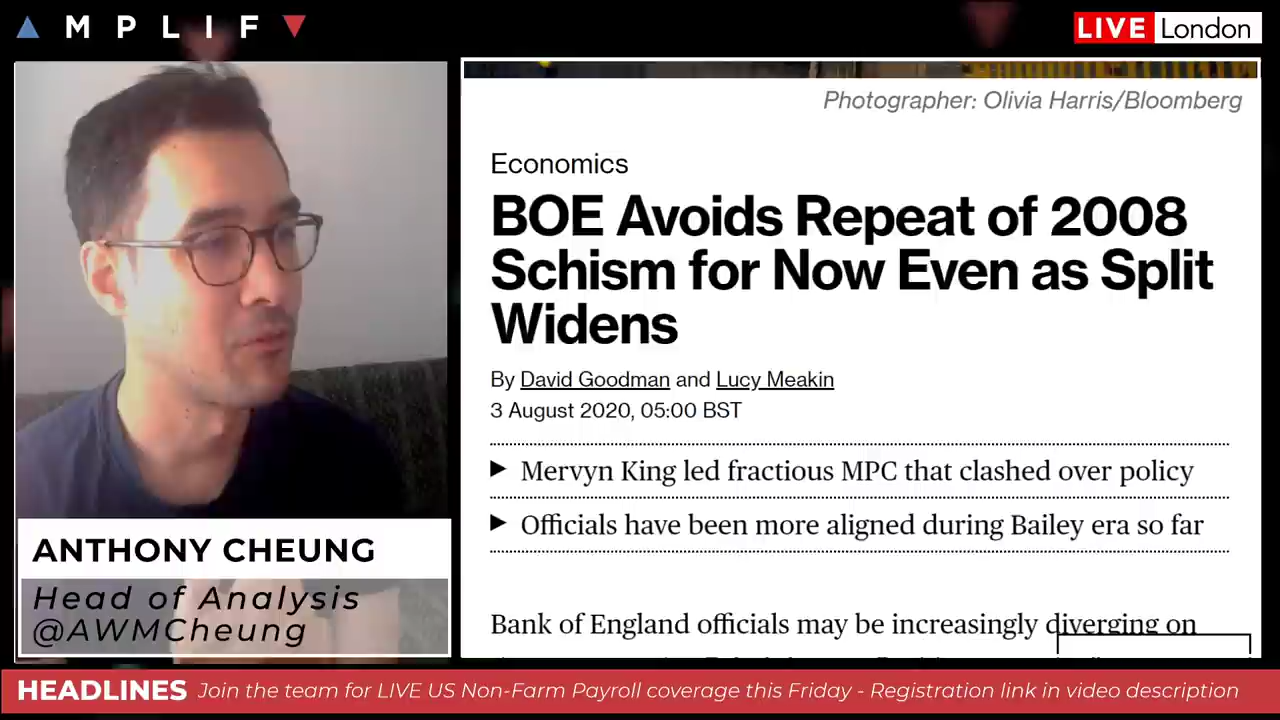 AMPLIFY
LIVE London
Photographer: Olivia Harris/Bloomberg
Economics
BOE Avoids Repeat of 2008
Schism for Now Even as Split
Widens
By David Goodman and Lucy Meakin
3 August 2020, 05:00 BST
Mervyn King led fractious MPC that clashed over policy
Officials have been more aligned during Bailey era so far
Bank of England officials may be increasingly diverging on
ANTHONY CHEUNG
Head of Analysis
@AWMCheung
HEADLINES Join the team for LIVE US Non-Farm Payroll coverage this Friday - Registration link in video description